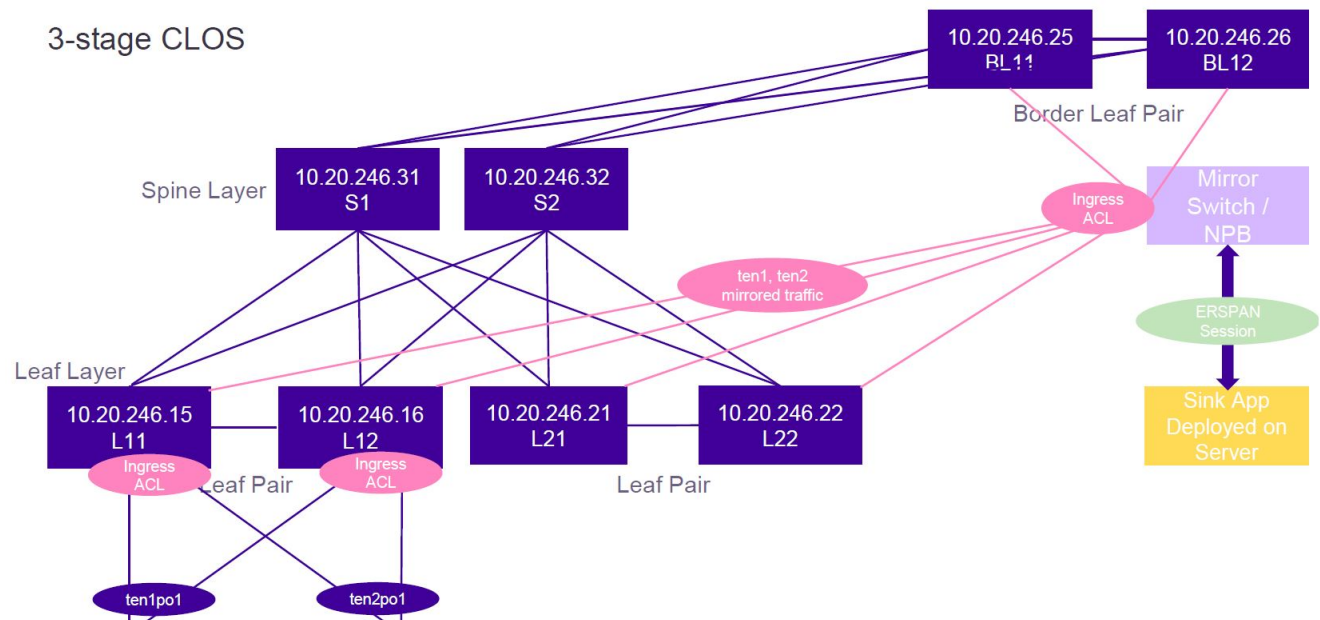 3-stage CLOS
10.20.246.25
BL11
10.20.246.26
BL12
Border Leaf Pair
Spine Layer
10.20.246.31
S1
10.20.246.32
S2
Ingress
ACL
Mirror
Switch /
NPB
ten1, ten2
mirrored traffic
ERSPAN
Session
Leaf Layer
10.20.246.15
L11
10.20.246.16
L12
10.20.246.21
L21
10.20.246.22
L22
Sink App
Deployed on
Server
Ingress
ACL
Leaf Pair
Ingress
ACL
Leaf Pair
ten1po1
ten2po1